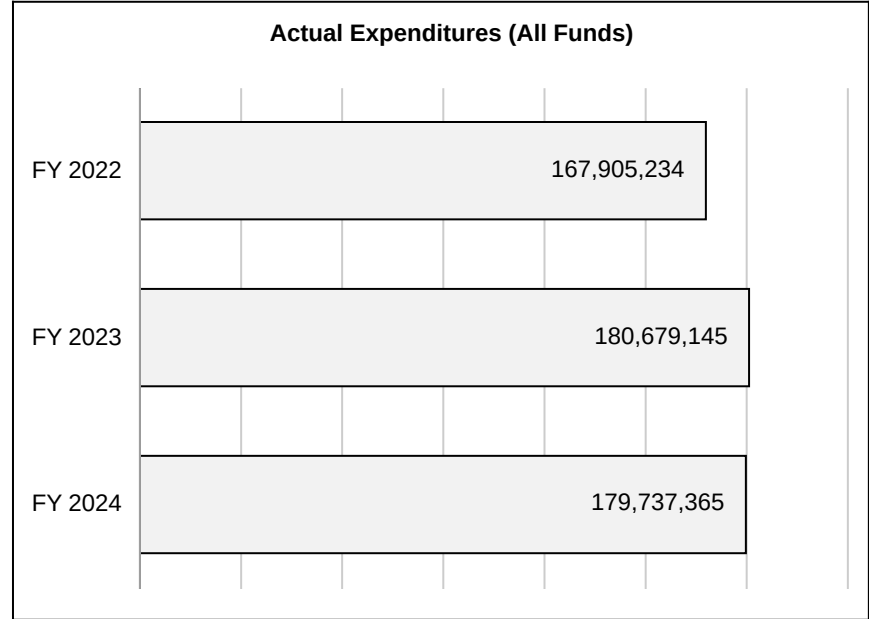 Actual Expenditures (All Funds)
FY 2022
167,905,234
FY 2023
180,679,145
FY 2024
179,737,365